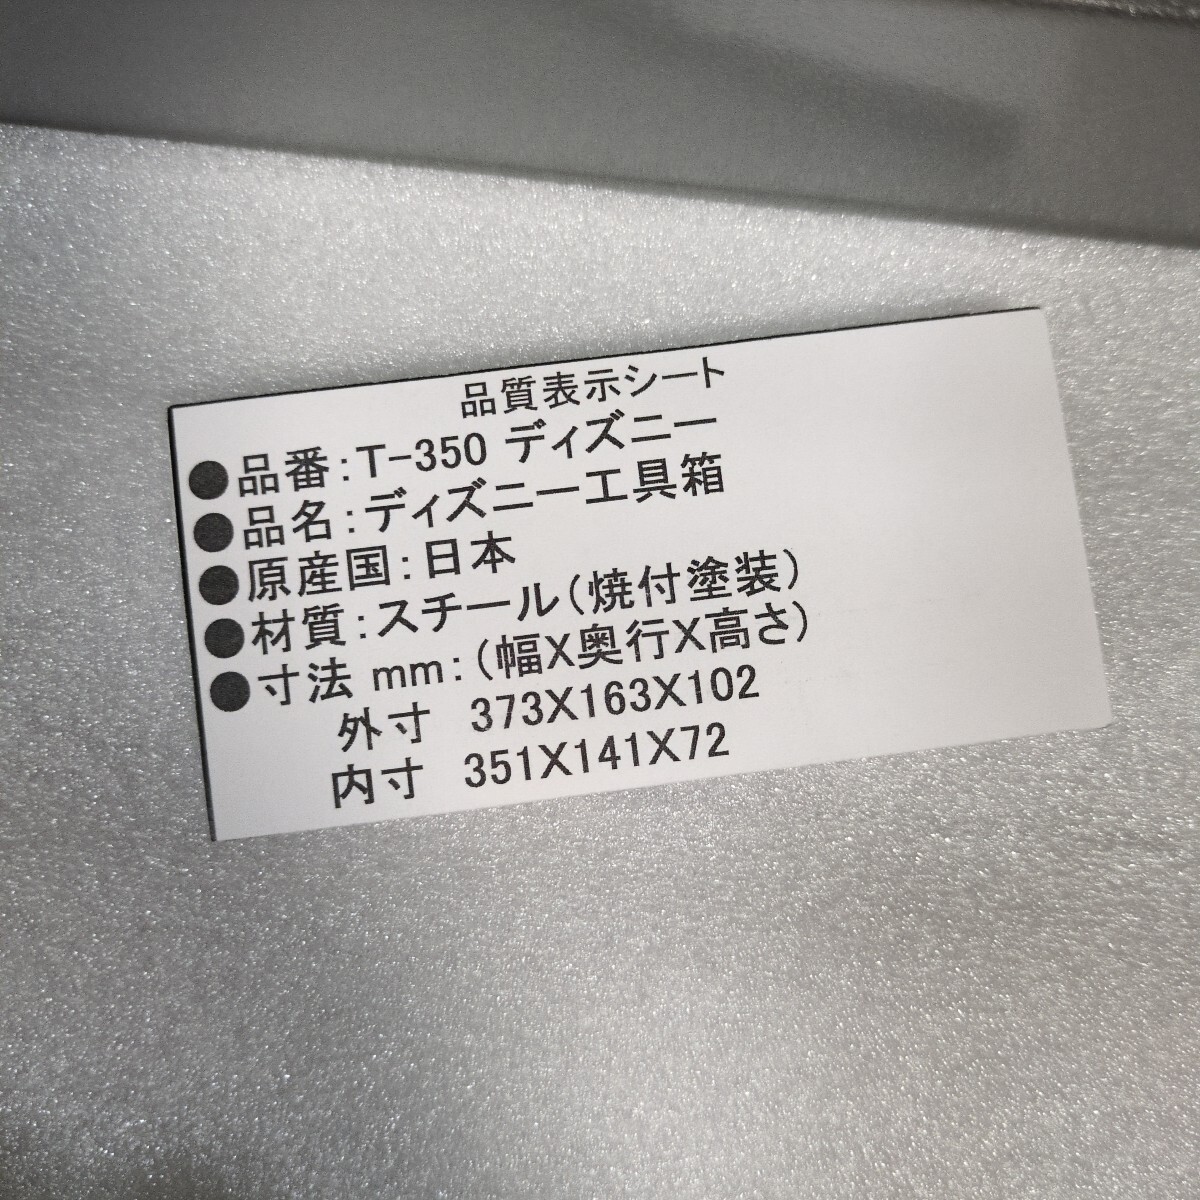 品質表示シート
●品番:T-350 ディズニー
●品名:ディズニー工具箱
●原産国:日本
●材質:スチール(焼付塗装)
●寸法 mm:(幅X奥行X高さ)
外寸 373X163X102
内寸 351X141X72